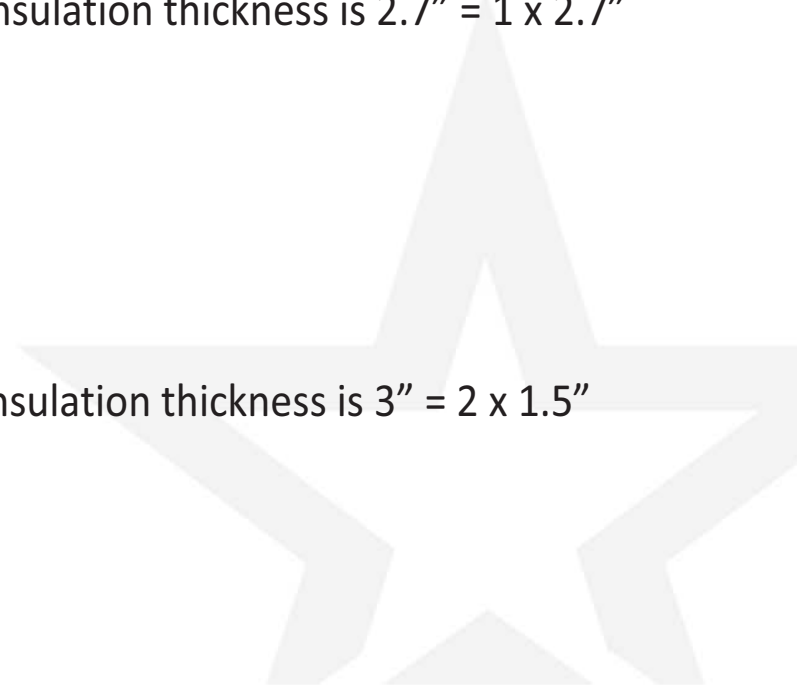 nsulation thickness is 2.7” = 1 x 2.7”
nsulation thickness is 3” = 2 x 1.5”